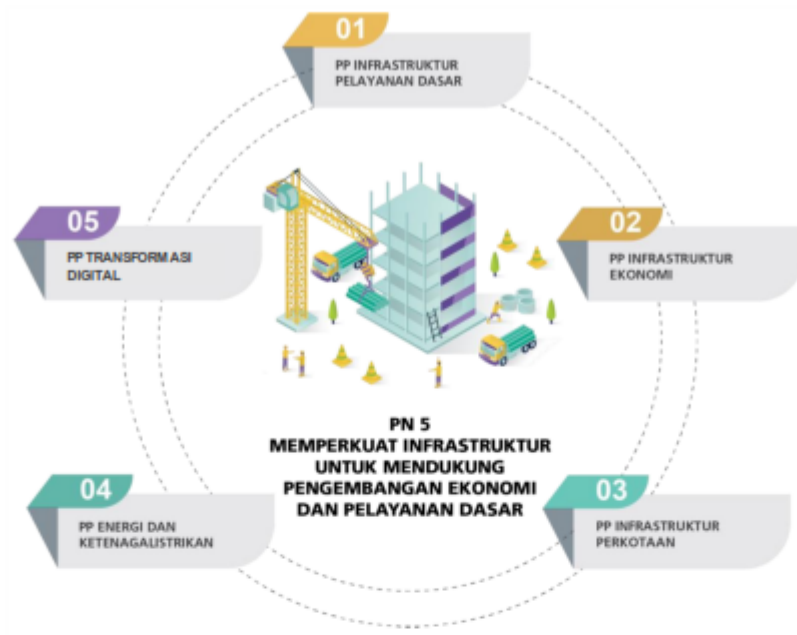 01
PP INFRASTRUKTUR
PELAYANAN DASAR
02
PP INFRASTRUKTUR
EKONOMI
03
PP INFRASTRUKTUR
PERKOTAAN
04
PP ENERGI DAN
KETENAGALISTRIKAN
05
PP TRANSFORMASI
DIGITAL
PN 5
MEMPERKUAT INFRASTRUKTUR
UNTUK MENDUKUNG
PENGEMBANGAN EKONOMI
DAN PELAYANAN DASAR